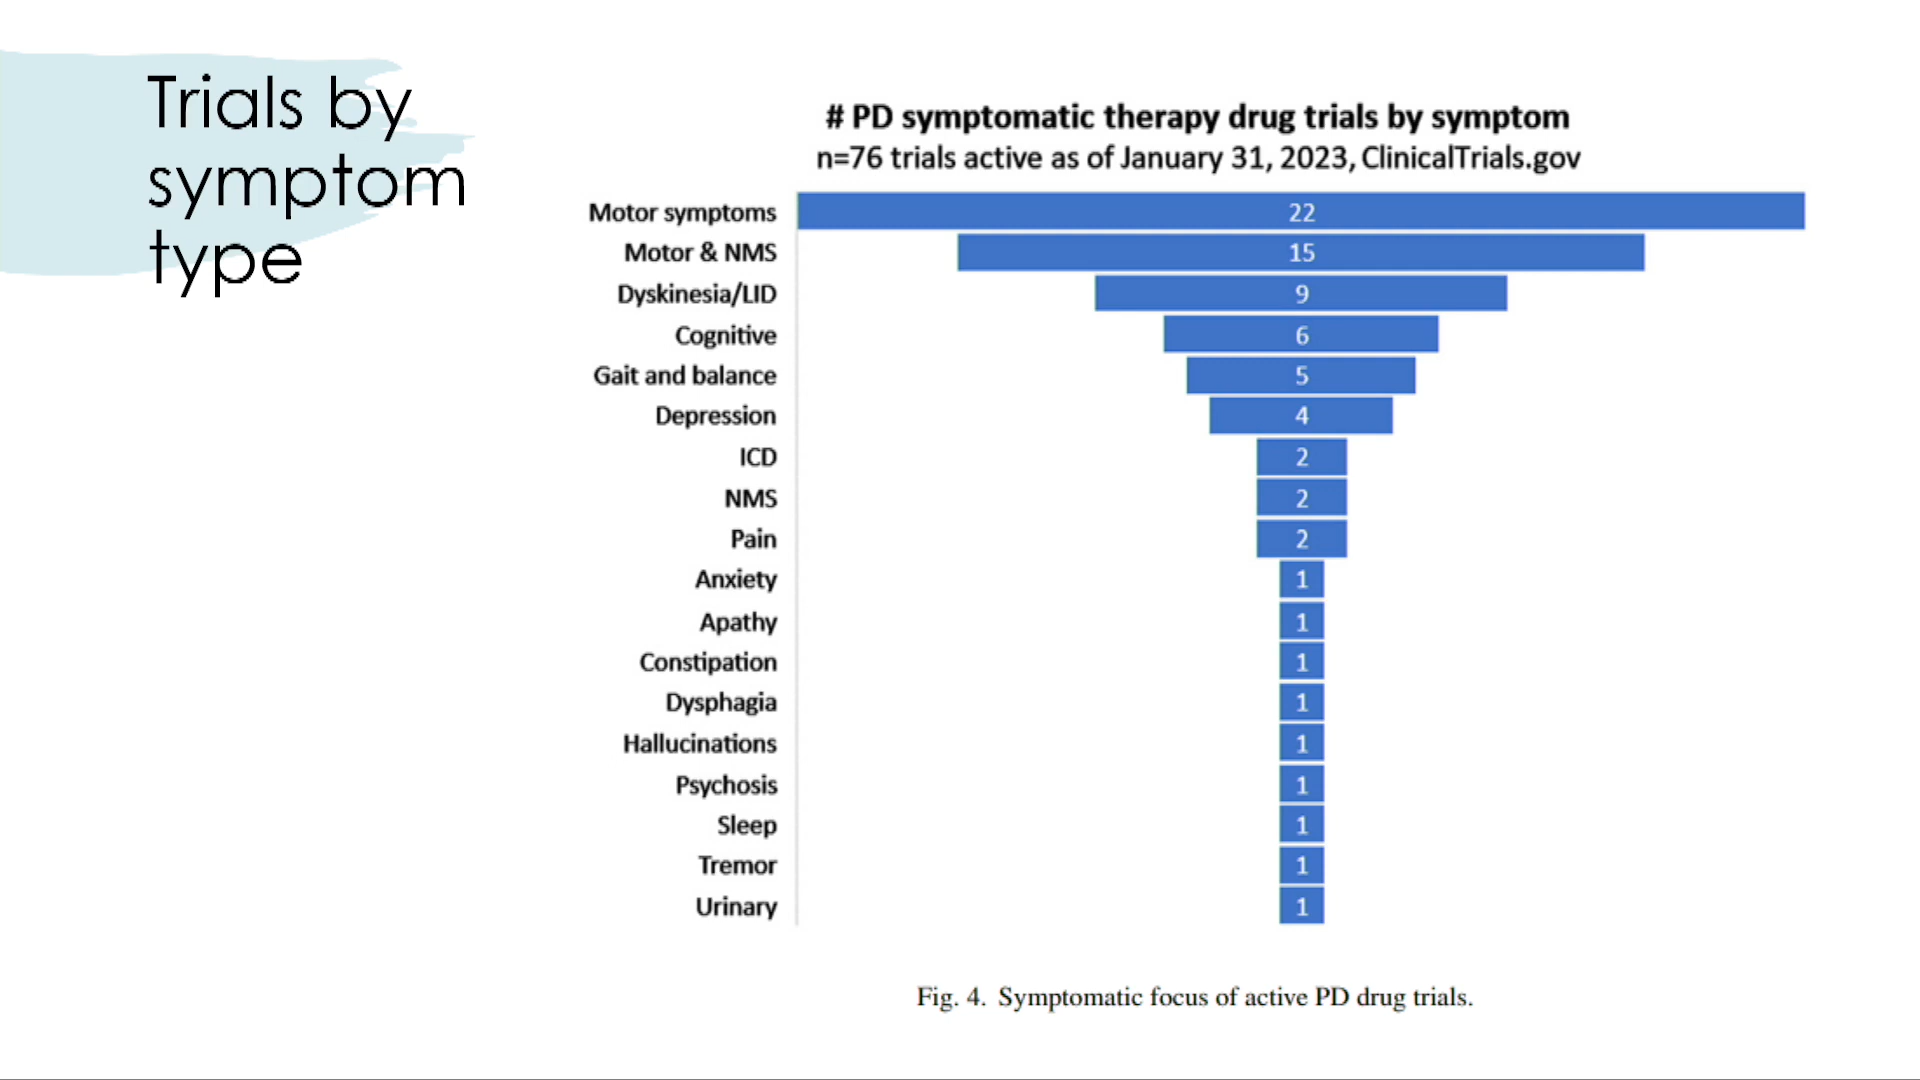 Trials by
symptom
type
# PD symptomatic therapy drug trials by symptom
n=76 trials active as of January 31, 2023, ClinicalTrials.gov
Motor symptoms 22
Motor & NMS 15
Dyskinesia/LID 9
Cognitive 6
Gait and balance 5
Depression 4
ICD 2
NMS 2
Pain 2
Anxiety 1
Apathy 1
Constipation 1
Dysphagia 1
Hallucinations 1
Psychosis 1
Sleep 1
Tremor 1
Urinary 1
Fig. 4. Symptomatic focus of active PD drug trials.